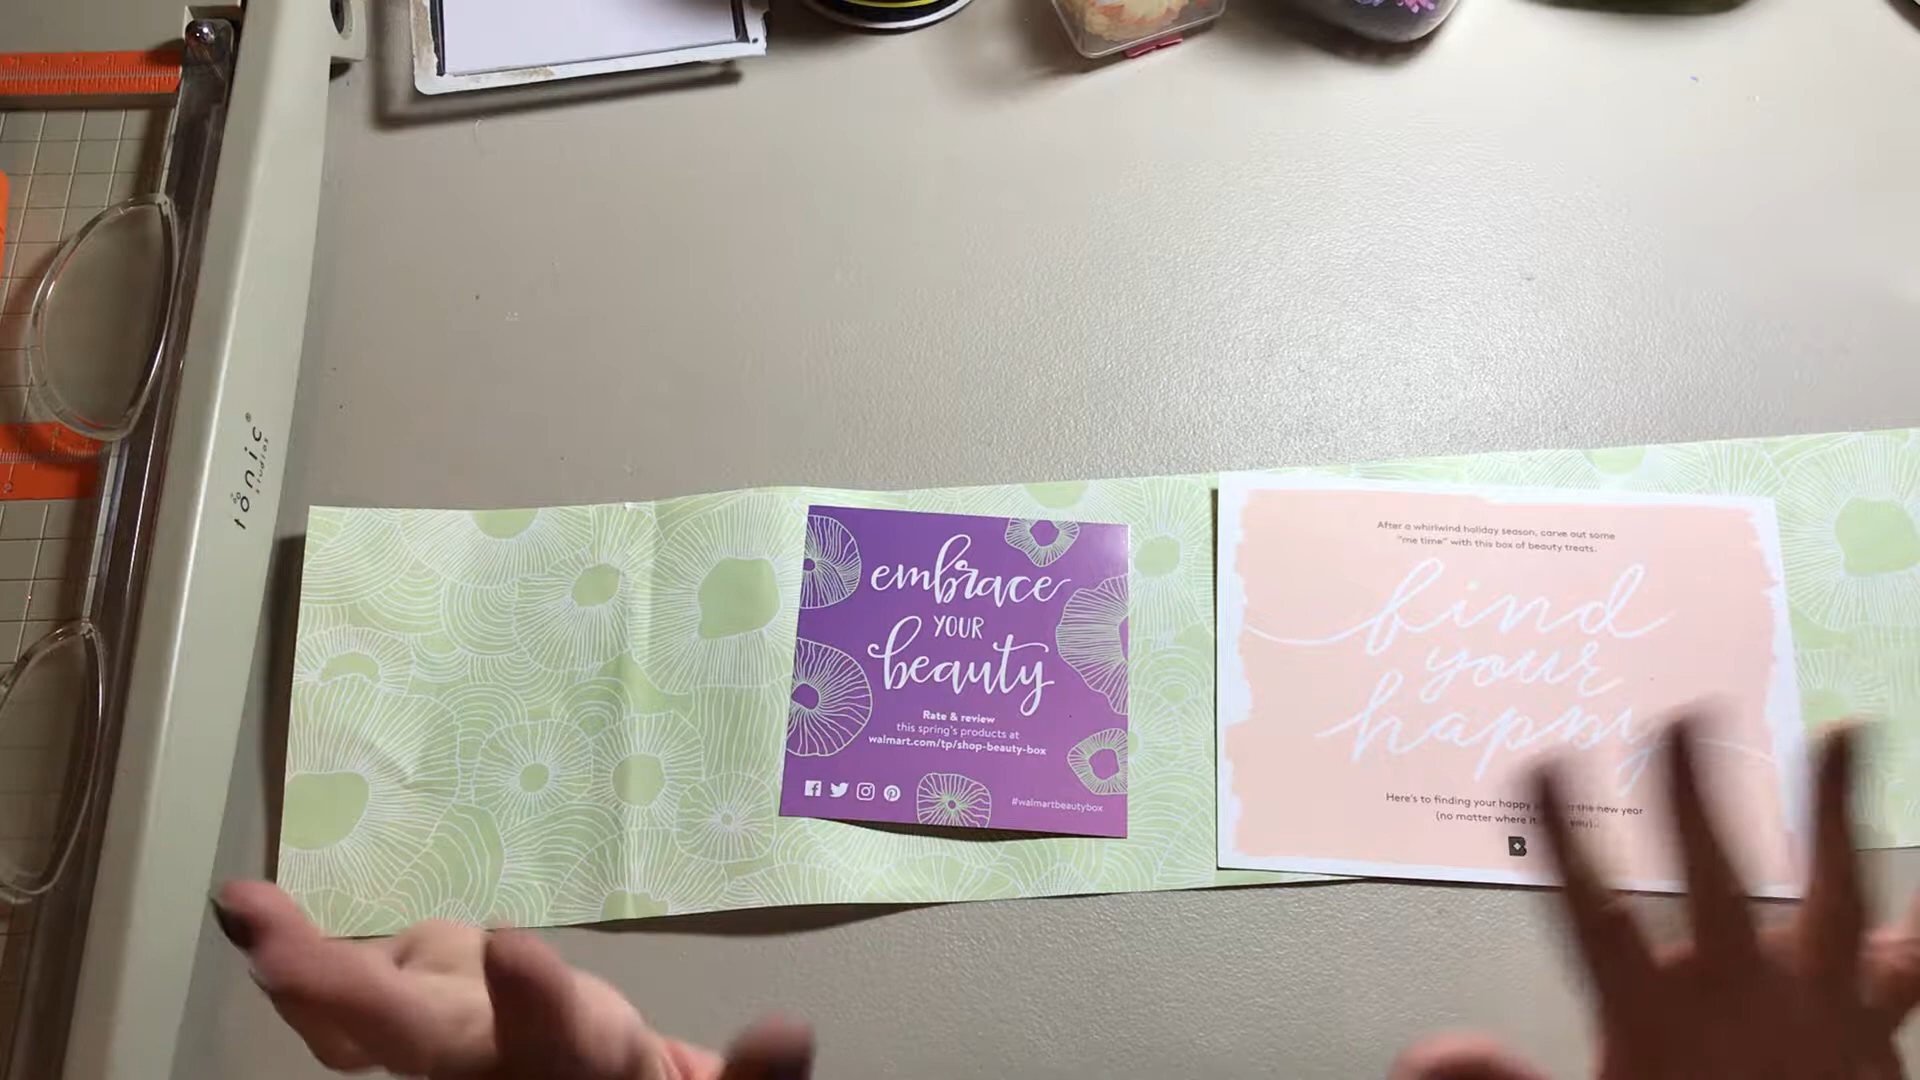 tonic
studios
embrace
YOUR
beauty
Rate & review
this spring's products at
walmart.com/tp/shop-beauty-box
#walmartbeautybox
After a whirlwind holiday season, carve out some
"me time" with this box of beauty treats.
find
your
happy
Here's to finding your happy the new year
(no matter where it you).
B